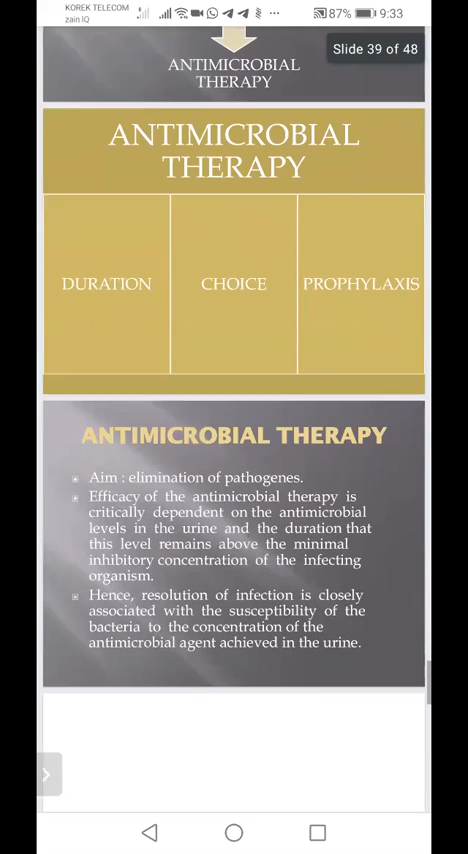 KOREK TELECOM
zain IQ
87%
9:33
Slide 39 of 48
ANTIMICROBIAL
THERAPY
ANTIMICROBIAL
THERAPY
DURATION
CHOICE
PROPHYLAXIS
ANTIMICROBIAL THERAPY
Aim : elimination of pathogenes.
Efficacy of the antimicrobial therapy is
critically dependent on the antimicrobial
levels in the urine and the duration that
this level remains above the minimal
inhibitory concentration of the infecting
organism.
Hence, resolution of infection is closely
associated with the susceptibility of the
bacteria to the concentration of the
antimicrobial agent achieved in the urine.